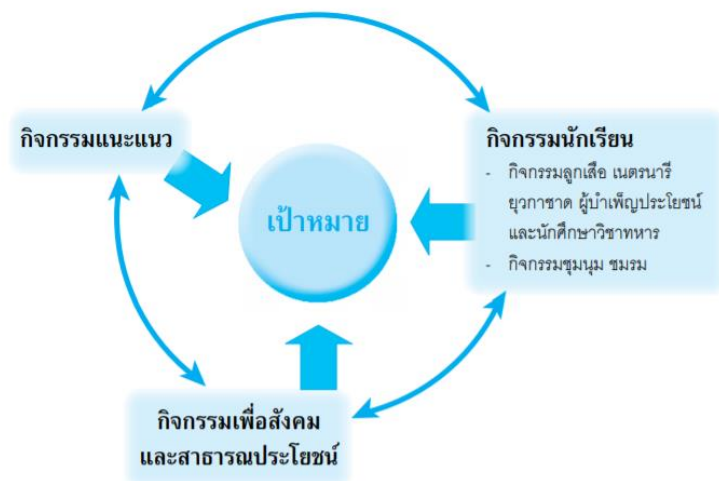 กิจกรรมแนะแนว
เป้าหมาย
กิจกรรมนักเรียน
- กิจกรรมลูกเสือ เนตรนารี
ยุวกาชาด ผู้บำเพ็ญประโยชน์
และนักศึกษาวิชาทหาร
- กิจกรรมชุมนุม ชมรม
กิจกรรมเพื่อสังคม
และสาธารณประโยชน์